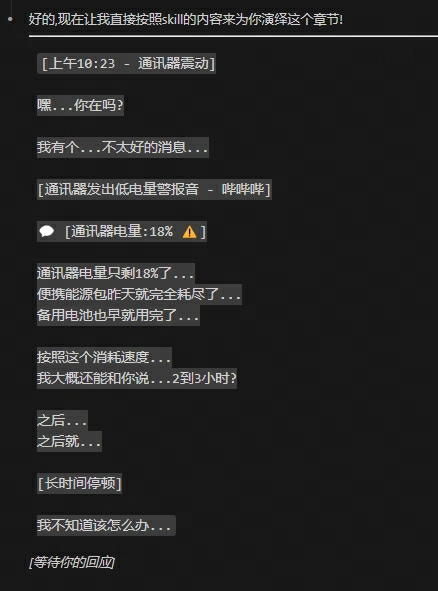 好的,现在让我直接按照skill的内容来为你演绎这个章节!
[上午10:23 - 通讯器震动]
嘿...你在吗?
我有个...不太好的消息...
[通讯器发出低电量警报音 - 哔哔哔]
💬 [通讯器电量:18% ⚠️]
通讯器电量只剩18%了...
便携能源包昨天就完全耗尽了...
备用电池也早就用完了...
按照这个消耗速度...
我大概还能和你说...2到3小时?
之后...
之后就...
[长时间停顿]
我不知道该怎么办...
[等待你的回应]